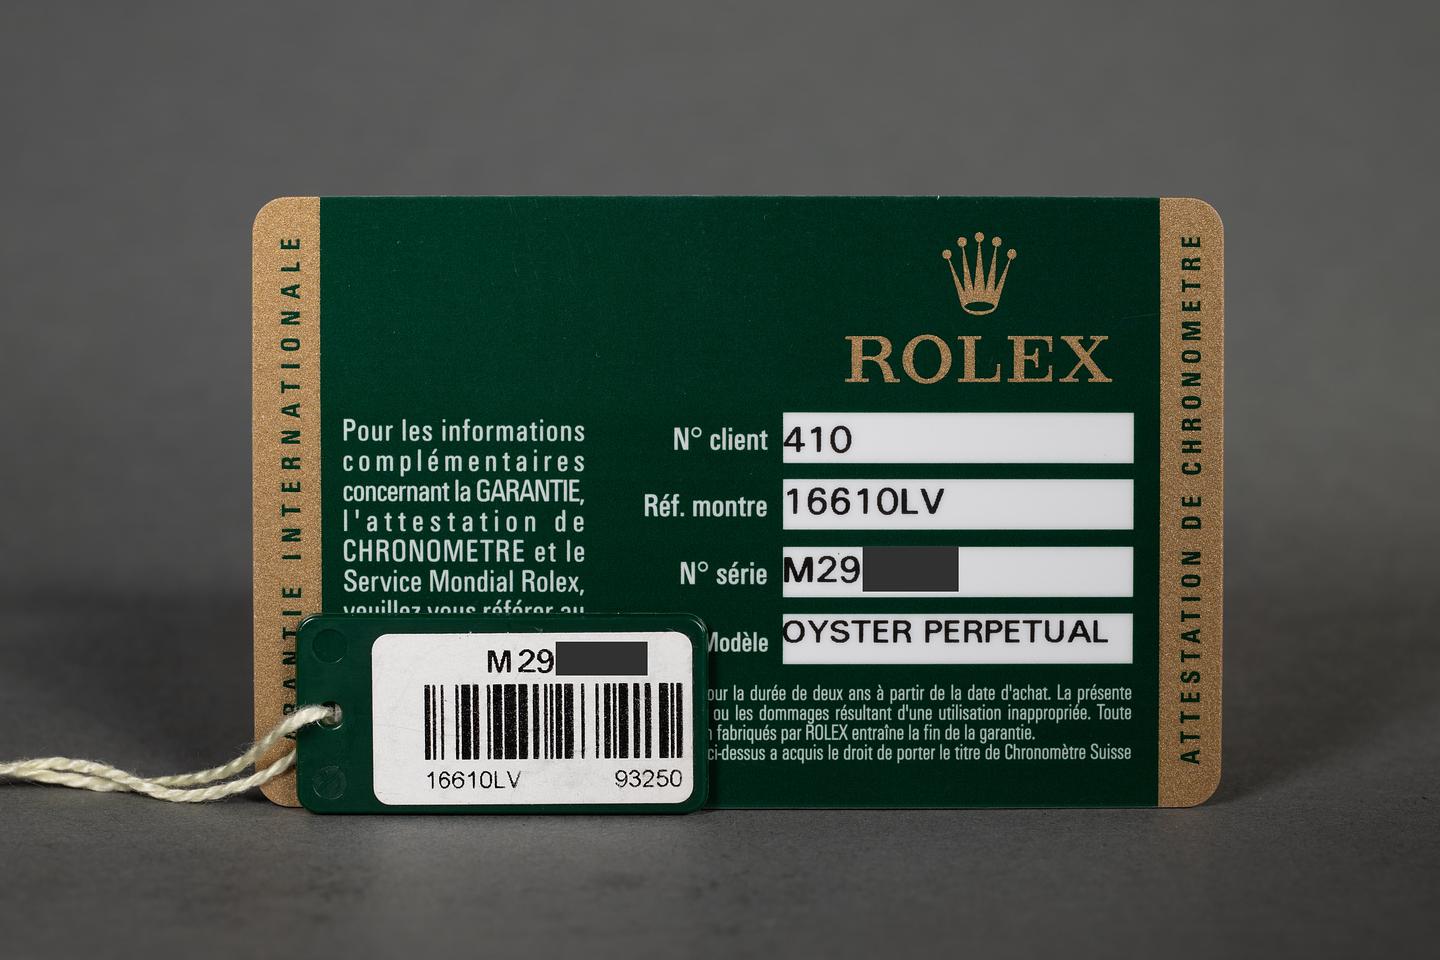 GARANTIE INTERNATIONALE
ROLEX
Pour les informations
complémentaires
concernant la GARANTIE,
l'attestation de
CHRONOMETRE et le
Service Mondial Rolex,
veuillez vous référer au
N° client 410
Réf. montre 16610LV
N° série M29
Modèle OYSTER PERPETUAL
our la durée de deux ans à partir de la date d'achat. La présente
ou les dommages résultant d'une utilisation inappropriée. Toute
n fabriqués par ROLEX entraîne la fin de la garantie.
ci-dessus a acquis le droit de porter le titre de Chronomètre Suisse
ATTESTATION DE CHRONOMETRE
M29
16610LV 93250